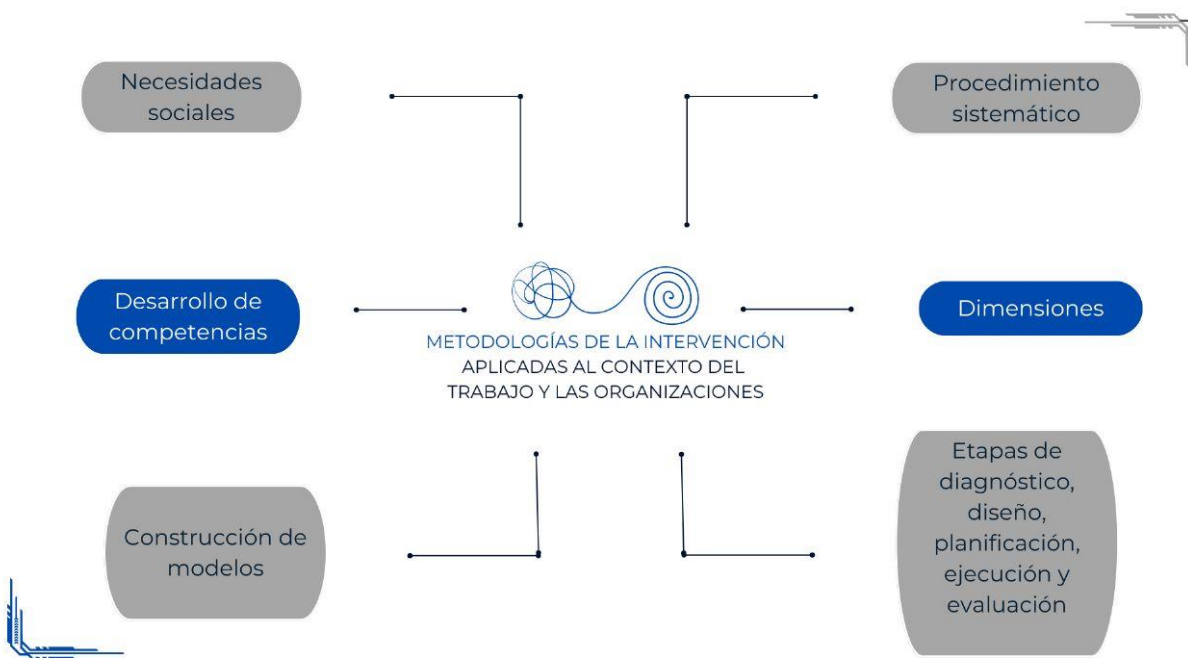 Necesidades
sociales
Procedimiento
sistemático
Desarrollo de
competencias
METODOLOGÍAS DE LA INTERVENCIÓN
APLICADAS AL CONTEXTO DEL
TRABAJO Y LAS ORGANIZACIONES
Dimensiones
Construcción de
modelos
Etapas de
diagnóstico,
diseño,
planificación,
ejecución y
evaluación